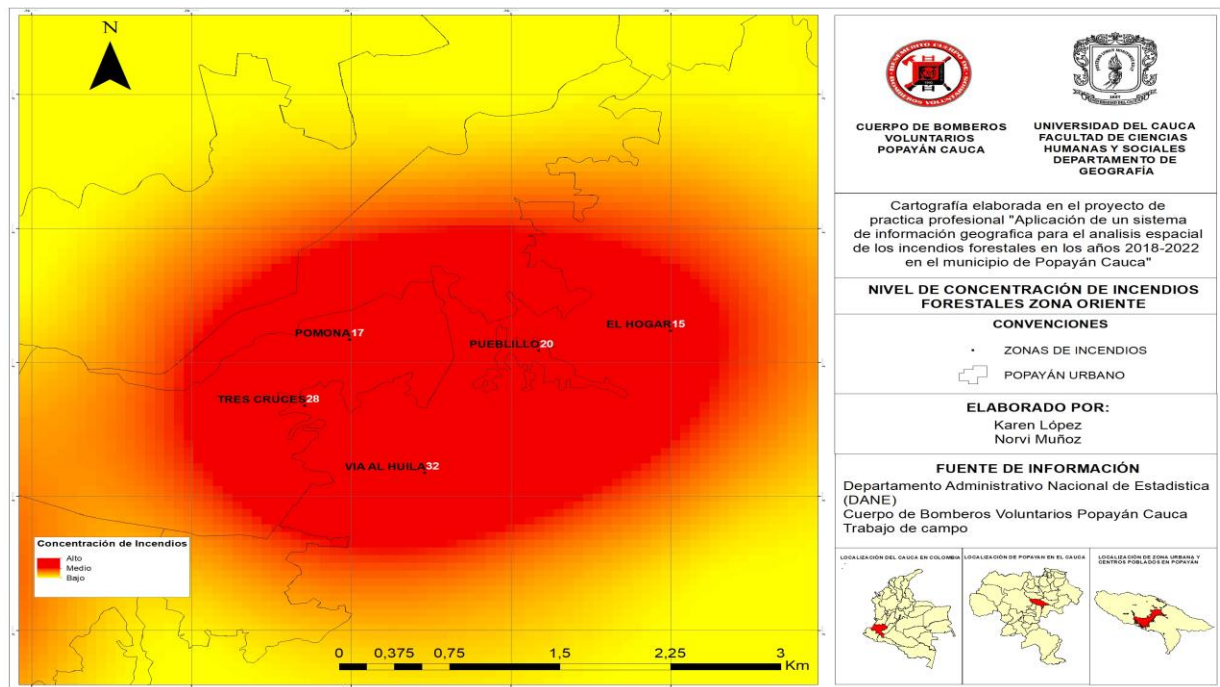 N
POMONA 17
EL HOGAR 15
PUEBLILLO 20
TRES CRUCES 28
VIA AL HUILA 32
Concentración de Incendios
Alto
Medio
Bajo
0 0,375 0,75 1,5 2,25 3
Km
BENEMÉRITO CUERPO DE
BOMBEROS VOLUNTARIOS
CUERPO DE BOMBEROS
VOLUNTARIOS
POPAYÁN CAUCA
UNIVERSIDAD DEL CAUCA
FACULTAD DE CIENCIAS
HUMANAS Y SOCIALES
DEPARTAMENTO DE
GEOGRAFÍA
Cartografía elaborada en el proyecto de
practica profesional "Aplicación de un sistema
de información geografica para el analisis espacial
de los incendios forestales en los años 2018-2022
en el municipio de Popayán Cauca"
NIVEL DE CONCENTRACIÓN DE INCENDIOS
FORESTALES ZONA ORIENTE
CONVENCIONES
ZONAS DE INCENDIOS
POPAYÁN URBANO
ELABORADO POR:
Karen López
Norvi Muñoz
FUENTE DE INFORMACIÓN
Departamento Administrativo Nacional de Estadistica
(DANE)
Cuerpo de Bomberos Voluntarios Popayán Cauca
Trabajo de campo
LOCALIZACIÓN DEL CAUCA EN COLOMBIA
LOCALIZACIÓN DE POPAYAN EN EL CAUCA
LOCALIZACIÓN DE ZONA URBANA Y
CENTROS POBLADOS EN POPAYÁN